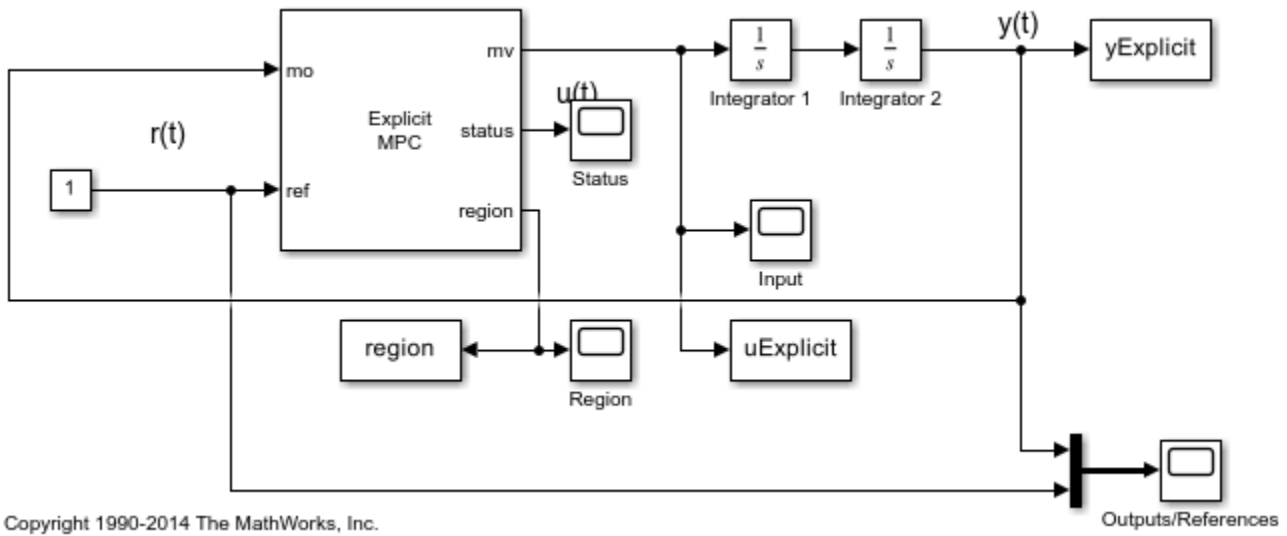 y(t)
mv
yExplicit
mo
Integrator 1
Integrator 2
u(t)
r(t)
Explicit
MPC
status
1
ref
Status
region
1
s
1
s
Input
region
uExplicit
Region
Outputs/References
Copyright 1990-2014 The MathWorks, Inc.